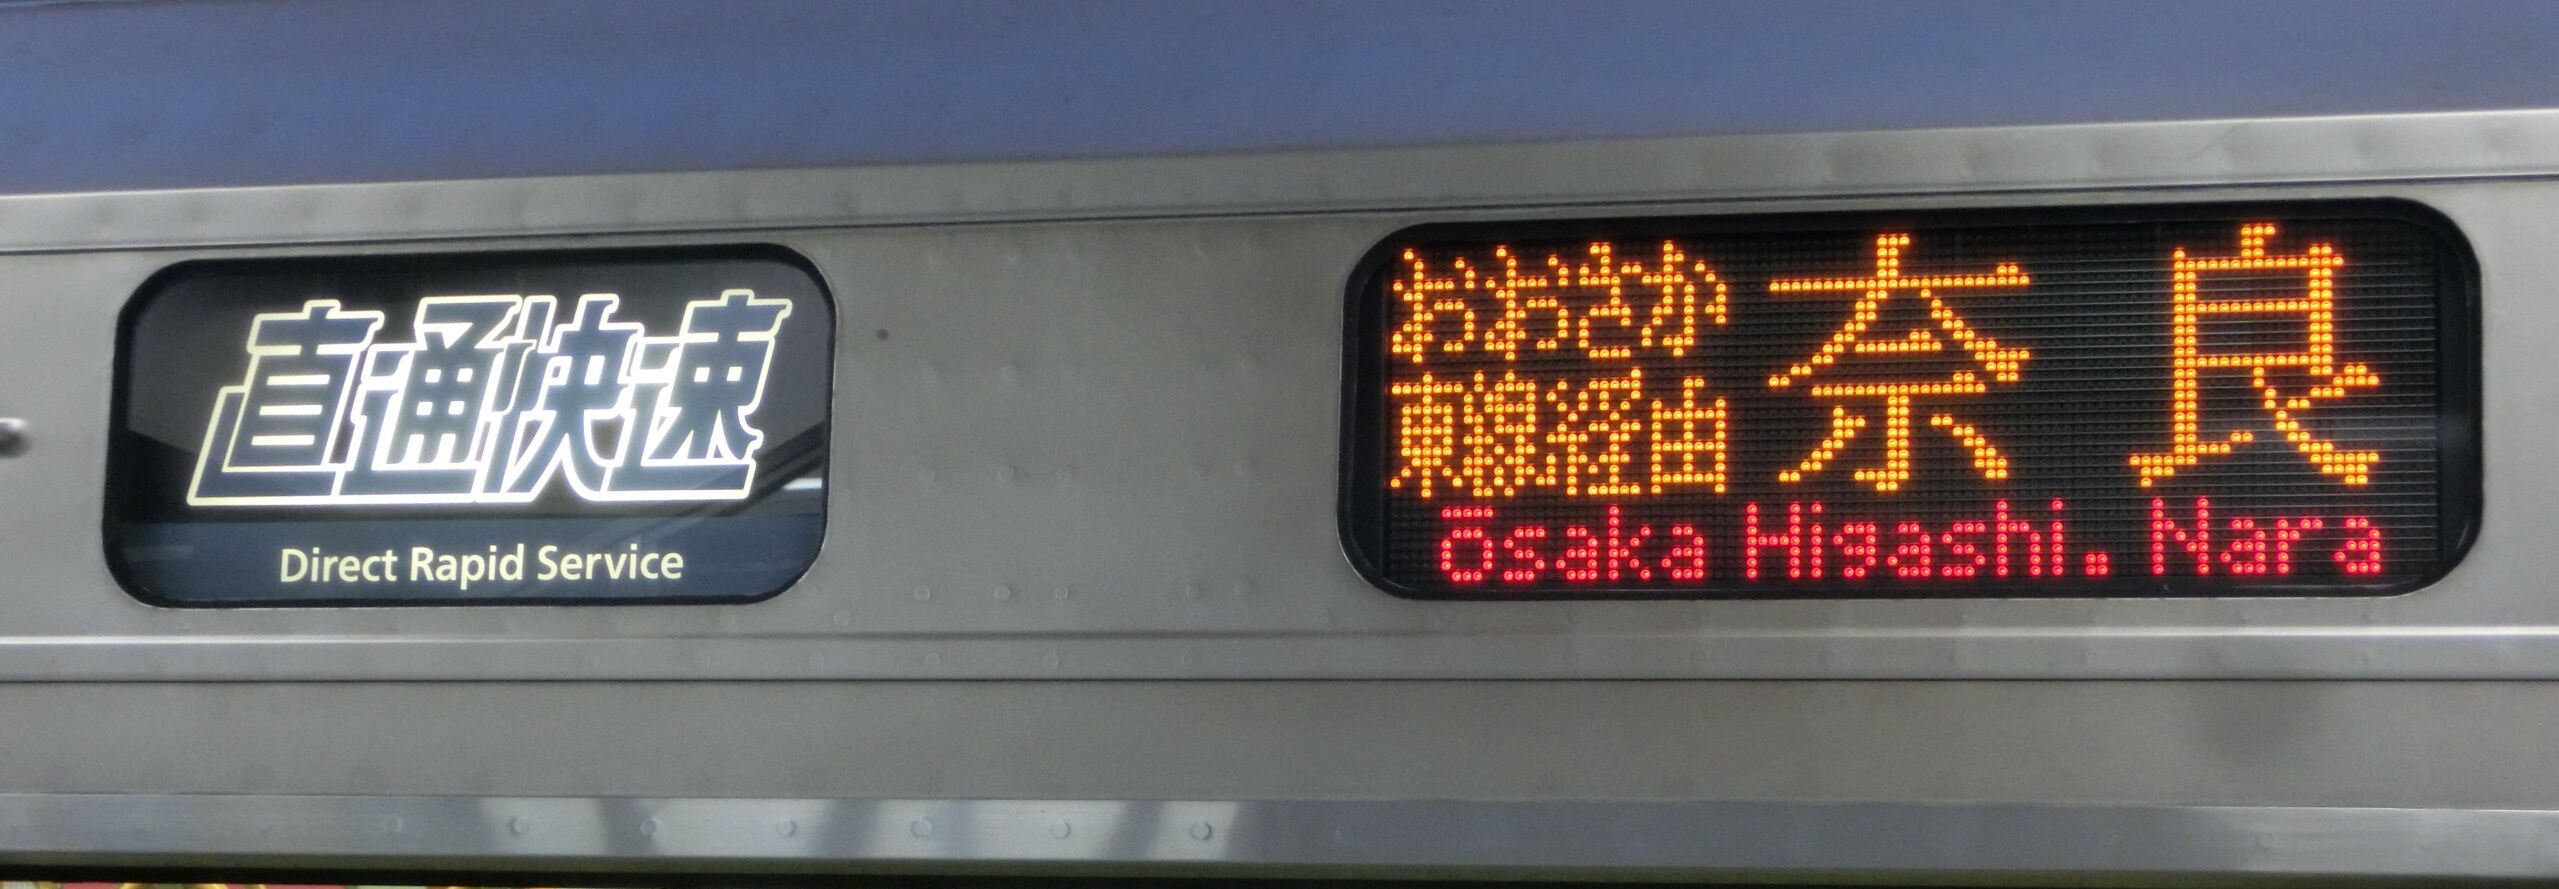 直通快速
Direct Rapid Service
おおさか
東線経由
奈良
Ōsaka Higashi. Nara